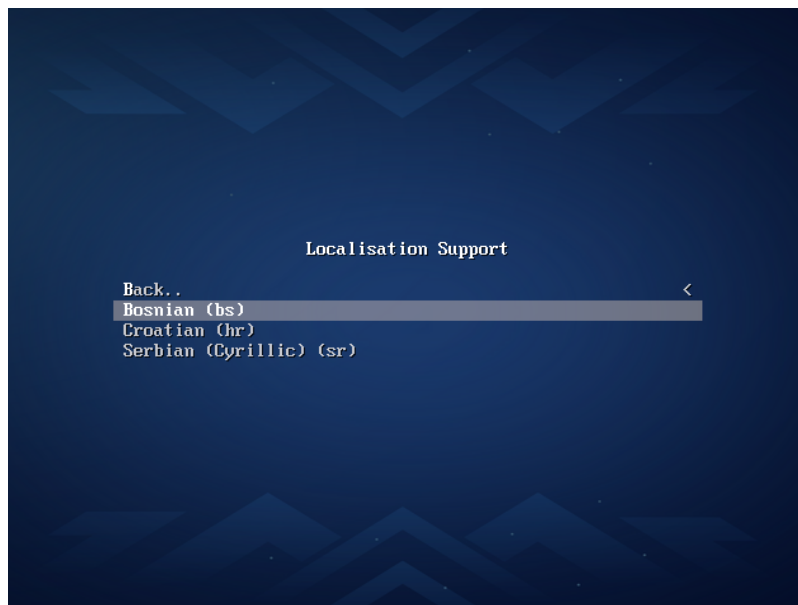 Localisation Support
Back.. <
Bosnian (bs)
Croatian (hr)
Serbian (Cyrillic) (sr)